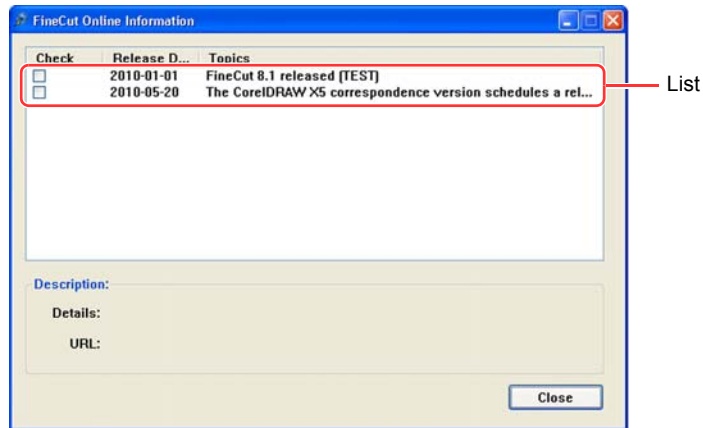 FineCut Online Information
Check Release D... Topics
2010-01-01 FineCut 8.1 released (TEST)
2010-05-20 The CorelDRAW X5 correspondence version schedules a rel...
List
Description:
Details:
URL:
Close